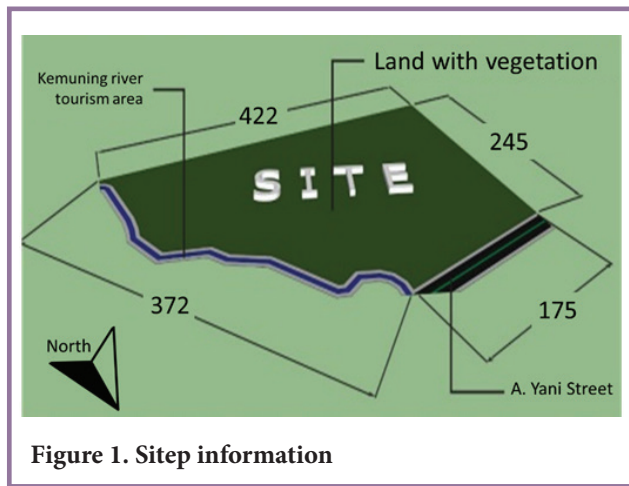 Kemuning river
tourism area
Land with vegetation
422
245
SITE
372
175
North
A. Yani Street
Figure 1. Sitep information